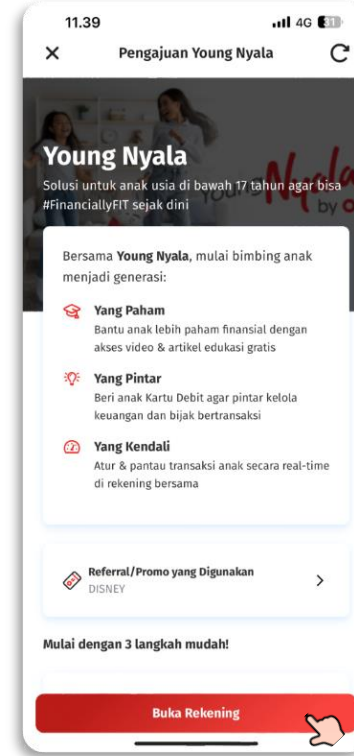 11.39
4G 31
Pengajuan Young Nyala
Young Nyala
Solusi untuk anak usia di bawah 17 tahun agar bisa
#FinanciallyFIT sejak dini
Young Nyala
by
Bersama Young Nyala, mulai bimbing anak
menjadi generasi:
Yang Paham
Bantu anak lebih paham finansial dengan
akses video & artikel edukasi gratis
Yang Pintar
Beri anak Kartu Debit agar pintar kelola
keuangan dan bijak bertransaksi
Yang Kendali
Atur & pantau transaksi anak secara real-time
di rekening bersama
Referral/Promo yang Digunakan
DISNEY
Mulai dengan 3 langkah mudah!
Buka Rekening